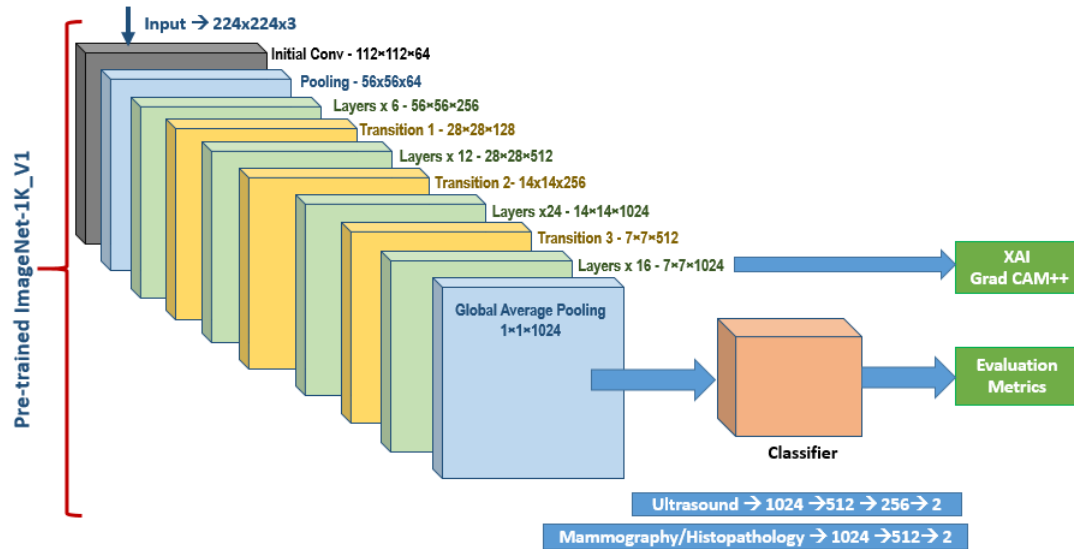 Input → 224x224x3
Initial Conv - 112×112×64
Pooling - 56x56x64
Layers x 6 - 56×56×256
Transition 1 - 28×28×128
Layers x 12 - 28×28×512
Transition 2- 14x14x256
Layers x24 - 14×14×1024
Transition 3 - 7×7×512
Layers x 16 - 7×7×1024
XAI
Grad CAM++
Pre-trained ImageNet-1K_V1
Global Average Pooling
1×1×1024
Evaluation
Metrics
Classifier
Ultrasound → 1024 →512 → 256→ 2
Mammography/Histopathology → 1024 →512→ 2